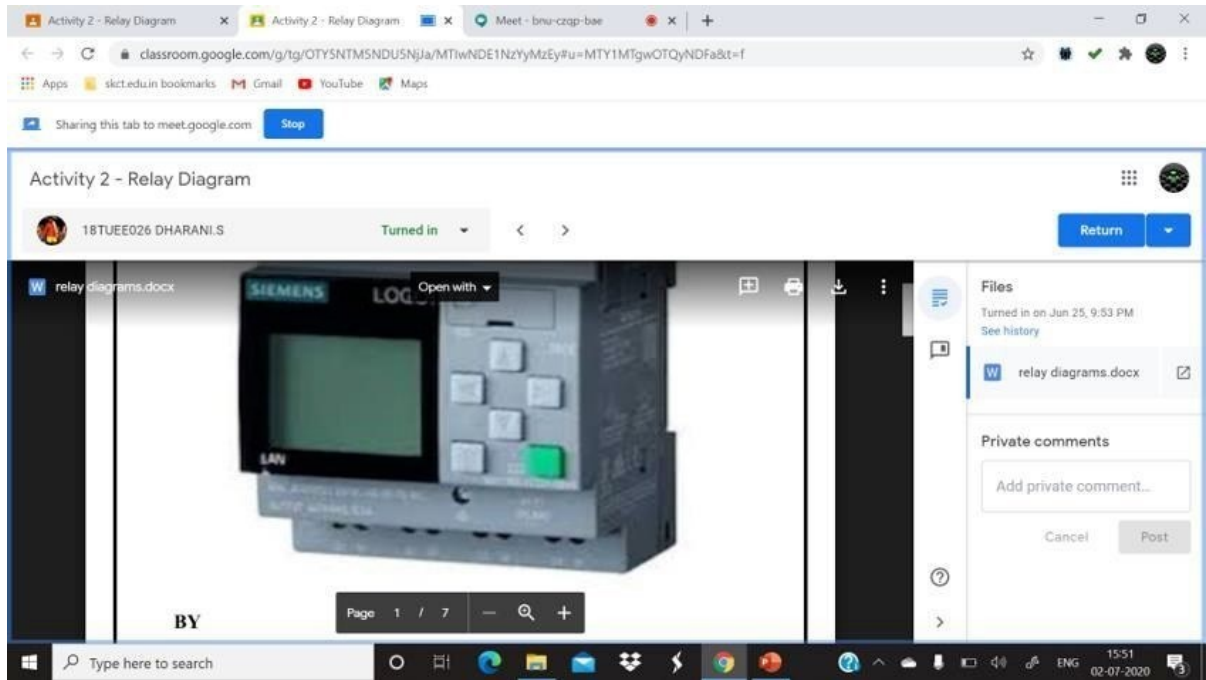 Activity 2 - Relay Diagram
Activity 2 - Relay Diagram
Meet - bnu-czqp-bae
classroom.google.com/g/tg/OTY5NTM5NDU5NjJa/MTIwNDE1NzYyMzEy#u=MTY1MTgwOTQyNDFa&t=f
Apps
skct.edu.in bookmarks
Gmail
YouTube
Maps
Sharing this tab to meet.google.com
Stop
Activity 2 - Relay Diagram
18TUEE026 DHARANI.S
Turned in
Return
W relay diagrams.docx
Open with
SIEMENS
LAN
BY
Page 1 / 7
Files
Turned in on Jun 25, 9:53 PM
See history
W relay diagrams.docx
Private comments
Add private comment...
Cancel
Post
Type here to search
ENG
15:51
02-07-2020
3